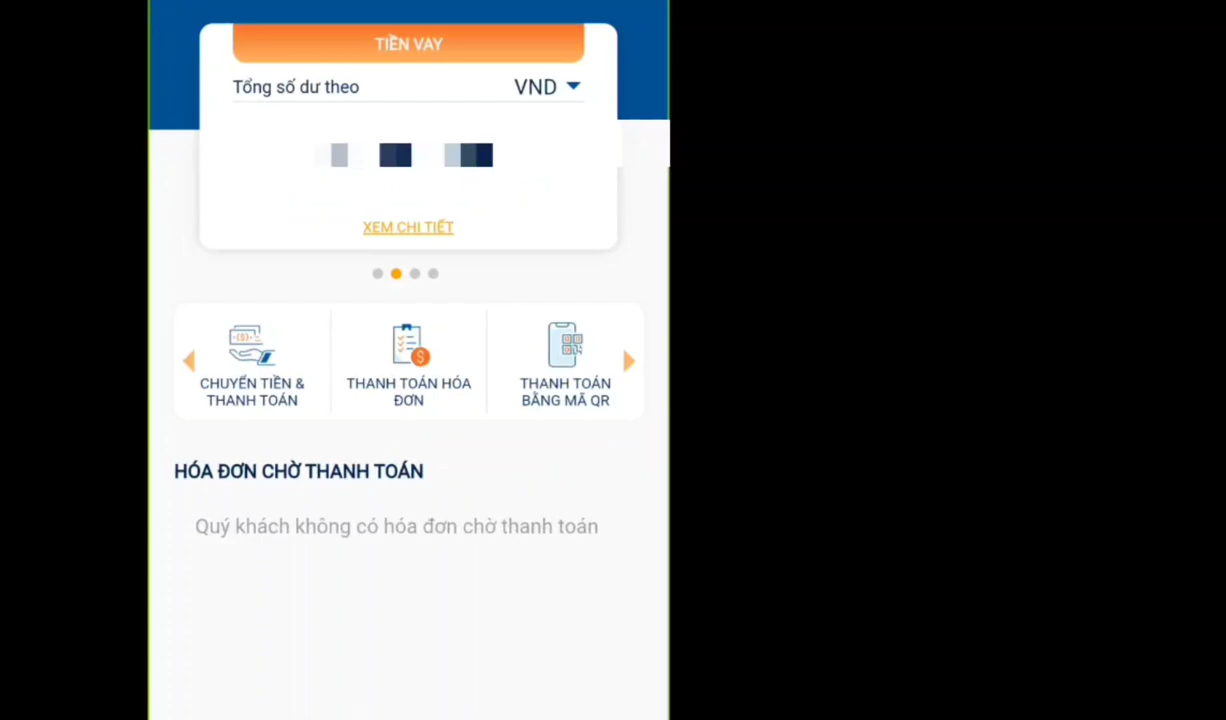 TIỀN VAY
Tổng số dư theo VND
XEM CHI TIẾT
CHUYỂN TIỀN &
THANH TOÁN
THANH TOÁN HÓA
ĐƠN
THANH TOÁN
BẰNG MÃ QR
HÓA ĐƠN CHỜ THANH TOÁN
Quý khách không có hóa đơn chờ thanh toán